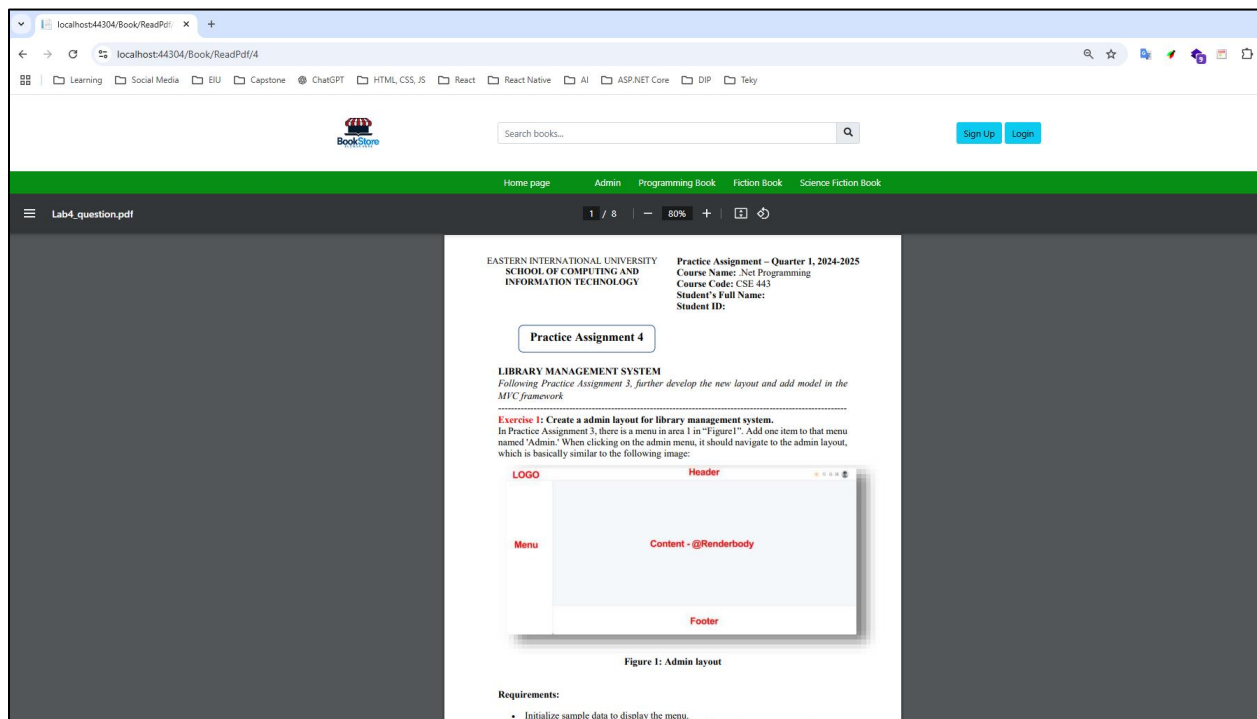 localhost:44304/Book/ReadPdf/
localhost:44304/Book/ReadPdf/4
Learning Social Media EIU Capstone ChatGPT HTML, CSS, JS React React Native AI ASP.NET Core DIP Teky
9
BookStore
Search books...
Sign Up Login
Home page Admin Programming Book Fiction Book Science Fiction Book
Lab4_question.pdf 1 / 8 80%
EASTERN INTERNATIONAL UNIVERSITY
SCHOOL OF COMPUTING AND
INFORMATION TECHNOLOGY
Practice Assignment – Quarter 1, 2024-2025
Course Name: .Net Programming
Course Code: CSE 443
Student's Full Name:
Student ID:
Practice Assignment 4
LIBRARY MANAGEMENT SYSTEM
Following Practice Assignment 3, further develop the new layout and add model in the
MVC framework
Exercise 1: Create a admin layout for library management system.
In Practice Assignment 3, there is a menu in area 1 in “Figure1”. Add one item to that menu
named 'Admin.' When clicking on the admin menu, it should navigate to the admin layout,
which is basically similar to the following image:
LOGO Header
Menu Content - @Renderbody
Footer
Figure 1: Admin layout
Requirements:
• Initialize sample data to display the menu.